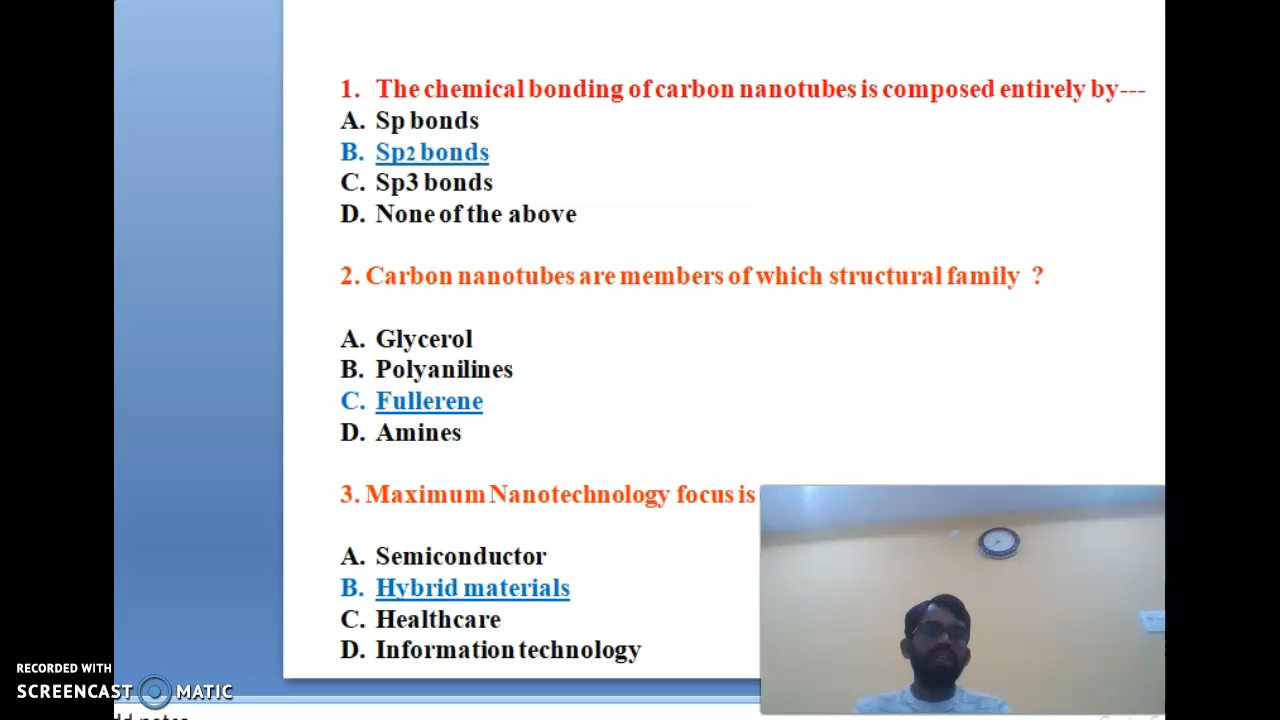 1. The chemical bonding of carbon nanotubes is composed entirely by---
A. Sp bonds
B. Sp2 bonds
C. Sp3 bonds
D. None of the above
2. Carbon nanotubes are members of which structural family ?
A. Glycerol
B. Polyanilines
C. Fullerene
D. Amines
3. Maximum Nanotechnology focus is
A. Semiconductor
B. Hybrid materials
C. Healthcare
D. Information technology
RECORDED WITH
SCREENCAST MATIC
notes